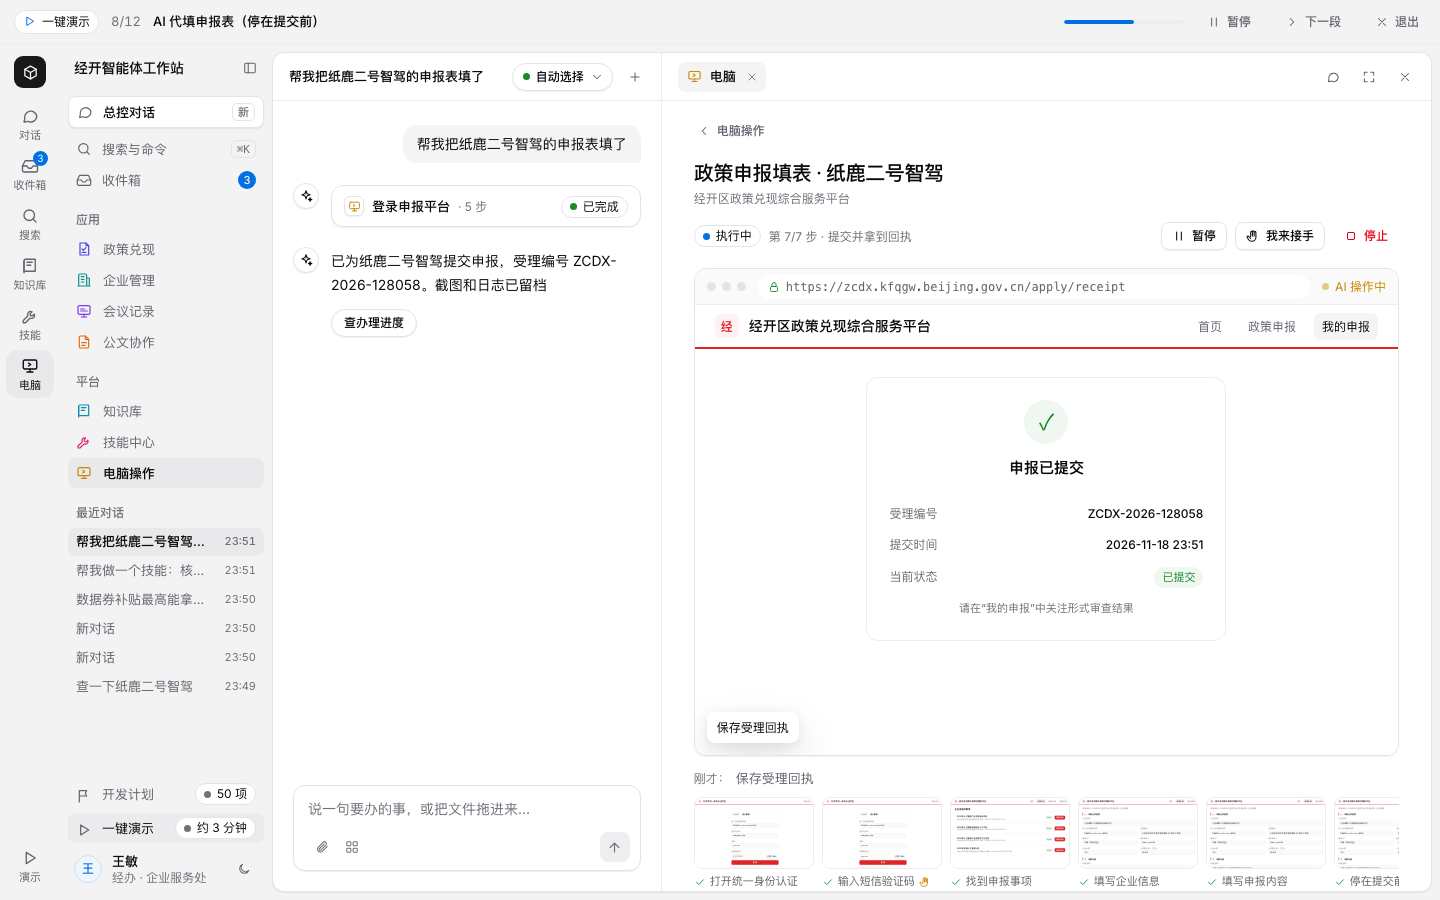 一键演示
8/12
AI 代填申报表（停在提交前）
暂停
下一段
退出
对话
3
收件箱
搜索
知识库
技能
电脑
演示
经开智能体工作站
总控对话
新
搜索与命令
⌘K
收件箱
3
应用
政策兑现
企业管理
会议记录
公文协作
平台
知识库
技能中心
电脑操作
最近对话
帮我把纸鹿二号智驾...
23:51
帮我做一个技能：核...
23:51
数据券补贴最高能拿...
23:50
新对话
23:50
新对话
23:50
查一下纸鹿二号智驾
23:49
开发计划
50 项
一键演示
约 3 分钟
王
王敏
经办 · 企业服务处
帮我把纸鹿二号智驾的申报表填了
自动选择
帮我把纸鹿二号智驾的申报表填了
登录申报平台 · 5 步
已完成
已为纸鹿二号智驾提交申报，受理编号 ZCDX-
2026-128058。截图和日志已留档
查办理进度
说一句要办的事，或把文件拖进来...
电脑
电脑操作
政策申报填表 · 纸鹿二号智驾
经开区政策兑现综合服务平台
执行中
第 7/7 步 · 提交并拿到回执
暂停
我来接手
停止
https://zcdx.kfqgw.beijing.gov.cn/apply/receipt
AI 操作中
经
经开区政策兑现综合服务平台
首页
政策申报
我的申报
申报已提交
受理编号
ZCDX-2026-128058
提交时间
2026-11-18 23:51
当前状态
已提交
请在“我的申报”中关注形式审查结果
保存受理回执
刚才： 保存受理回执
打开统一身份认证
输入短信验证码
找到申报事项
填写企业信息
填写申报内容
停在提交前